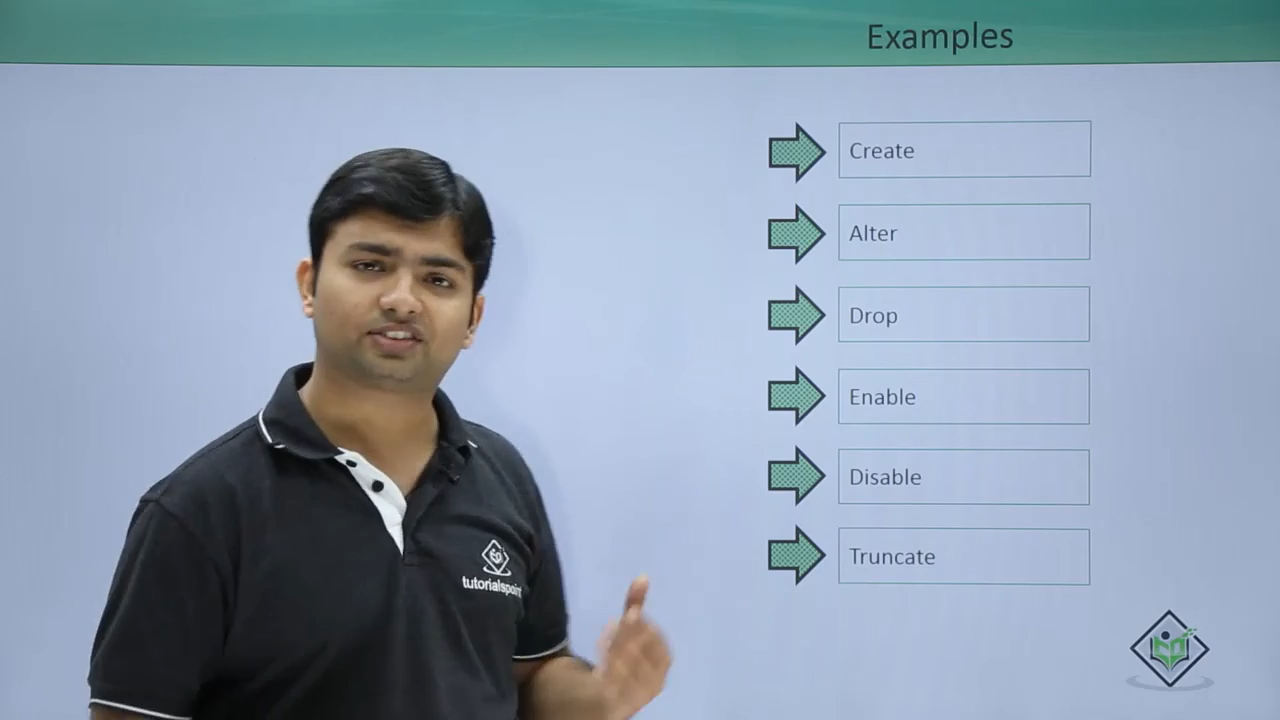 Examples
Create
Alter
Drop
Enable
Disable
Truncate
tutorialspoint